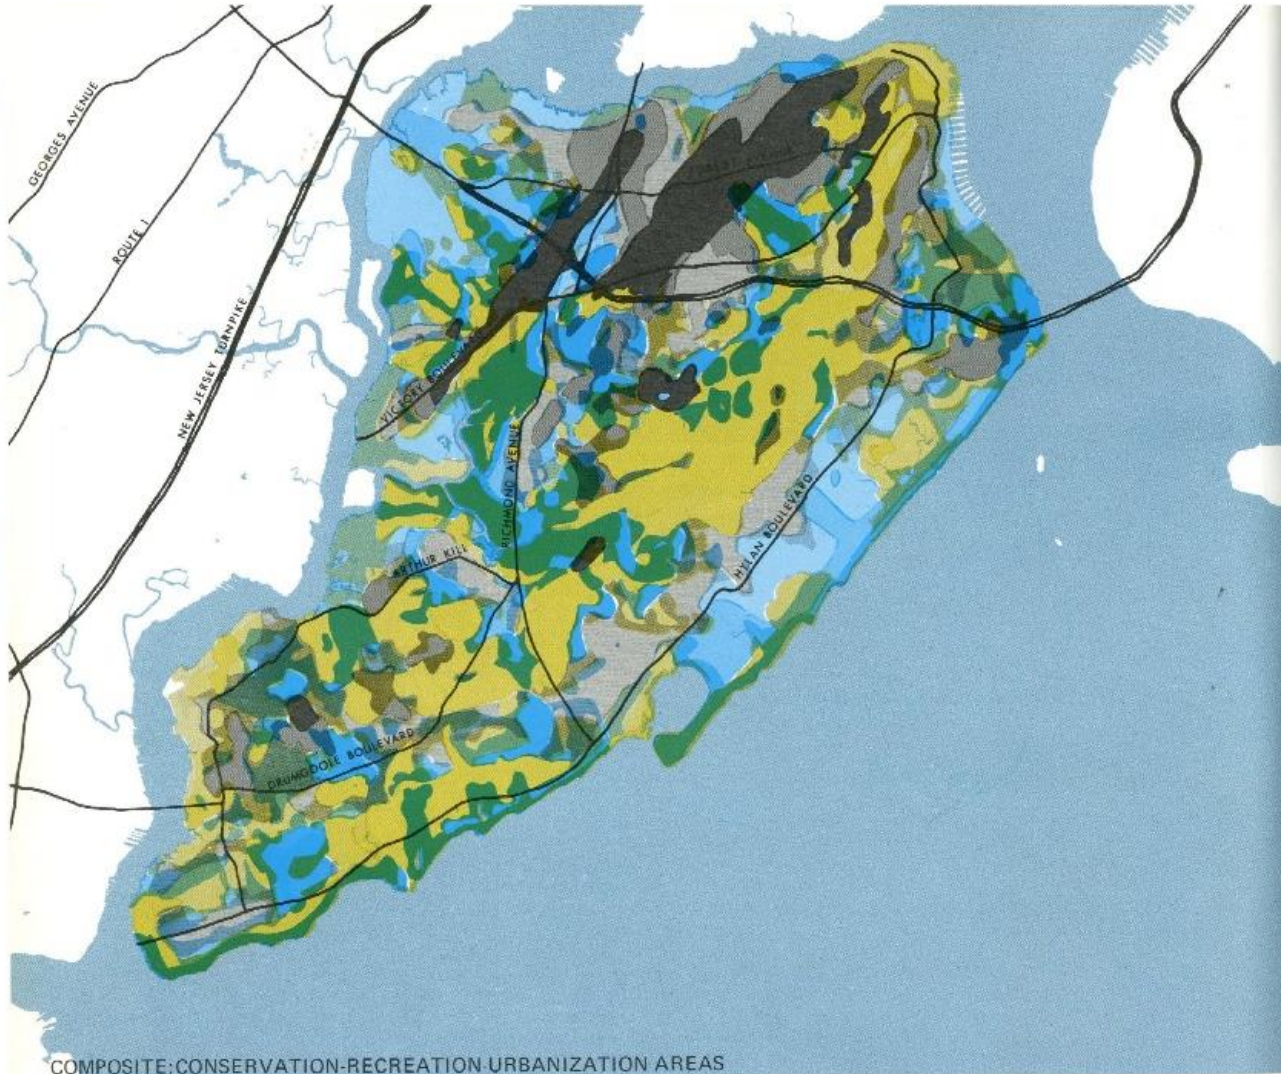 GEORGES AVENUE
ROUTE 1
NEW JERSEY TURNPIKE
VICTORY BOULEVARD
RICHMOND AVENUE
HYLAN BOULEVARD
ARTHUR KILL
DRUMGOOLE BOULEVARD
COMPOSITE:CONSERVATION-RECREATION-URBANIZATION AREAS